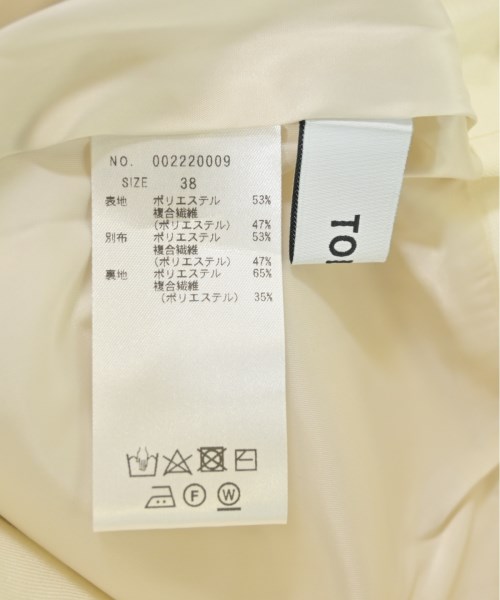 NO. 002220009
SIZE 38
表地 ポリエステル 53%
複合繊維
(ポリエステル) 47%
別布 ポリエステル 53%
複合繊維
(ポリエステル) 47%
裏地 ポリエステル 65%
複合繊維
(ポリエステル) 35%
F W